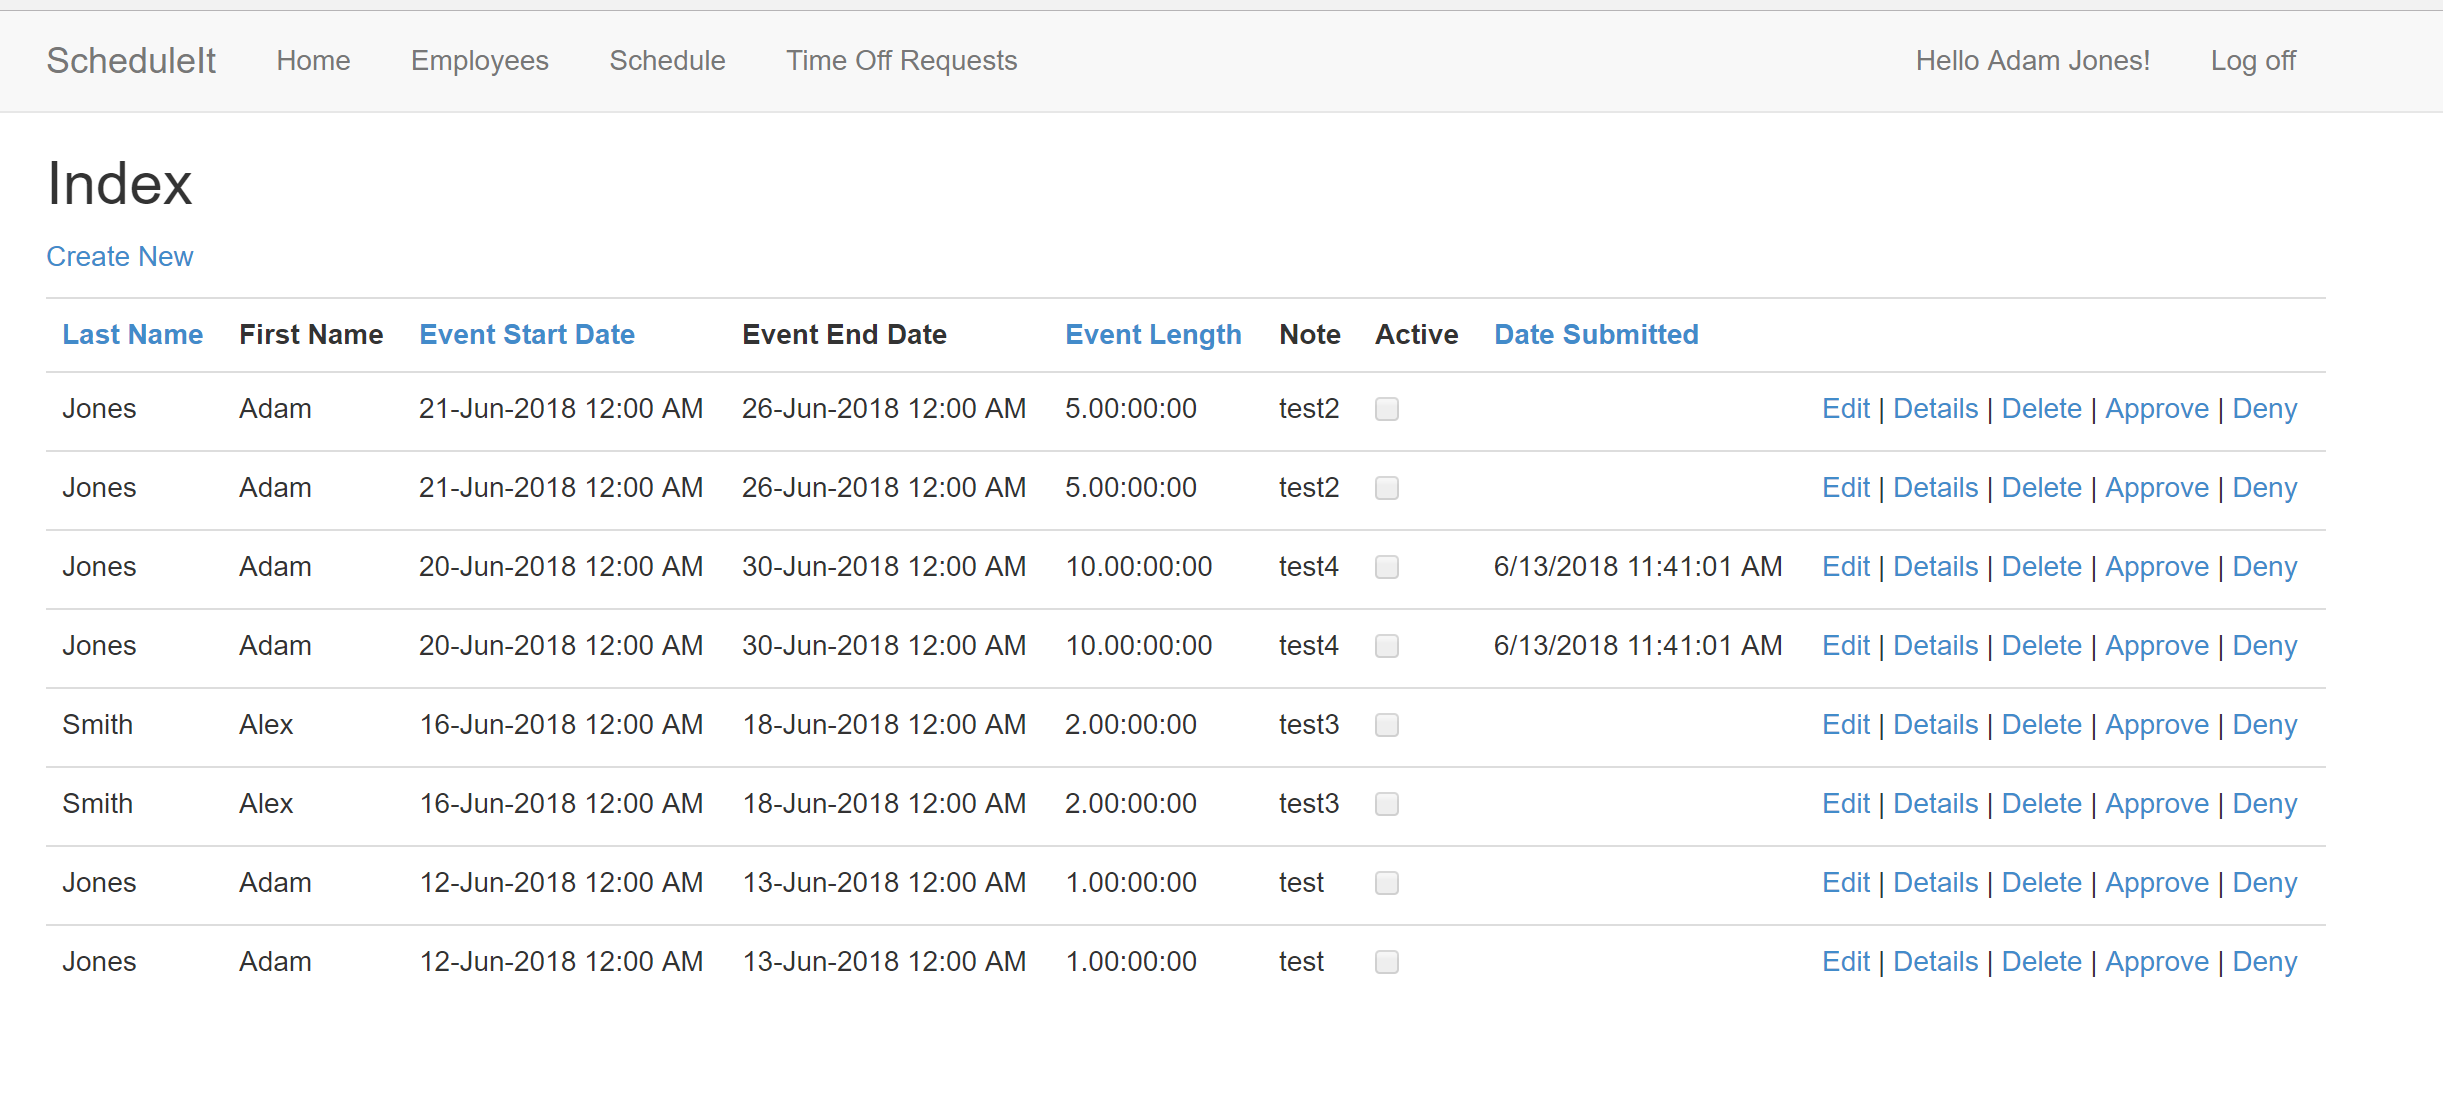 ScheduleIt Home Employees Schedule Time Off Requests Hello Adam Jones! Log off
Index
Create New
Last Name First Name Event Start Date Event End Date Event Length Note Active Date Submitted
Jones Adam 21-Jun-2018 12:00 AM 26-Jun-2018 12:00 AM 5.00:00:00 test2 Edit | Details | Delete | Approve | Deny
Jones Adam 21-Jun-2018 12:00 AM 26-Jun-2018 12:00 AM 5.00:00:00 test2 Edit | Details | Delete | Approve | Deny
Jones Adam 20-Jun-2018 12:00 AM 30-Jun-2018 12:00 AM 10.00:00:00 test4 6/13/2018 11:41:01 AM Edit | Details | Delete | Approve | Deny
Jones Adam 20-Jun-2018 12:00 AM 30-Jun-2018 12:00 AM 10.00:00:00 test4 6/13/2018 11:41:01 AM Edit | Details | Delete | Approve | Deny
Smith Alex 16-Jun-2018 12:00 AM 18-Jun-2018 12:00 AM 2.00:00:00 test3 Edit | Details | Delete | Approve | Deny
Smith Alex 16-Jun-2018 12:00 AM 18-Jun-2018 12:00 AM 2.00:00:00 test3 Edit | Details | Delete | Approve | Deny
Jones Adam 12-Jun-2018 12:00 AM 13-Jun-2018 12:00 AM 1.00:00:00 test Edit | Details | Delete | Approve | Deny
Jones Adam 12-Jun-2018 12:00 AM 13-Jun-2018 12:00 AM 1.00:00:00 test Edit | Details | Delete | Approve | Deny